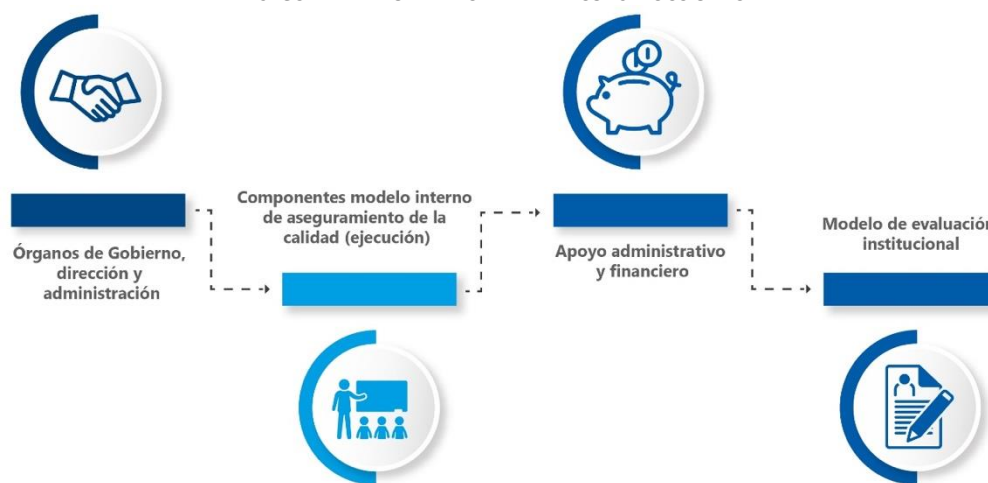 Órganos de Gobierno,
dirección y
administración
Componentes modelo interno
de aseguramiento de la
calidad (ejecución)
Apoyo administrativo
y financiero
Modelo de evaluación
institucional